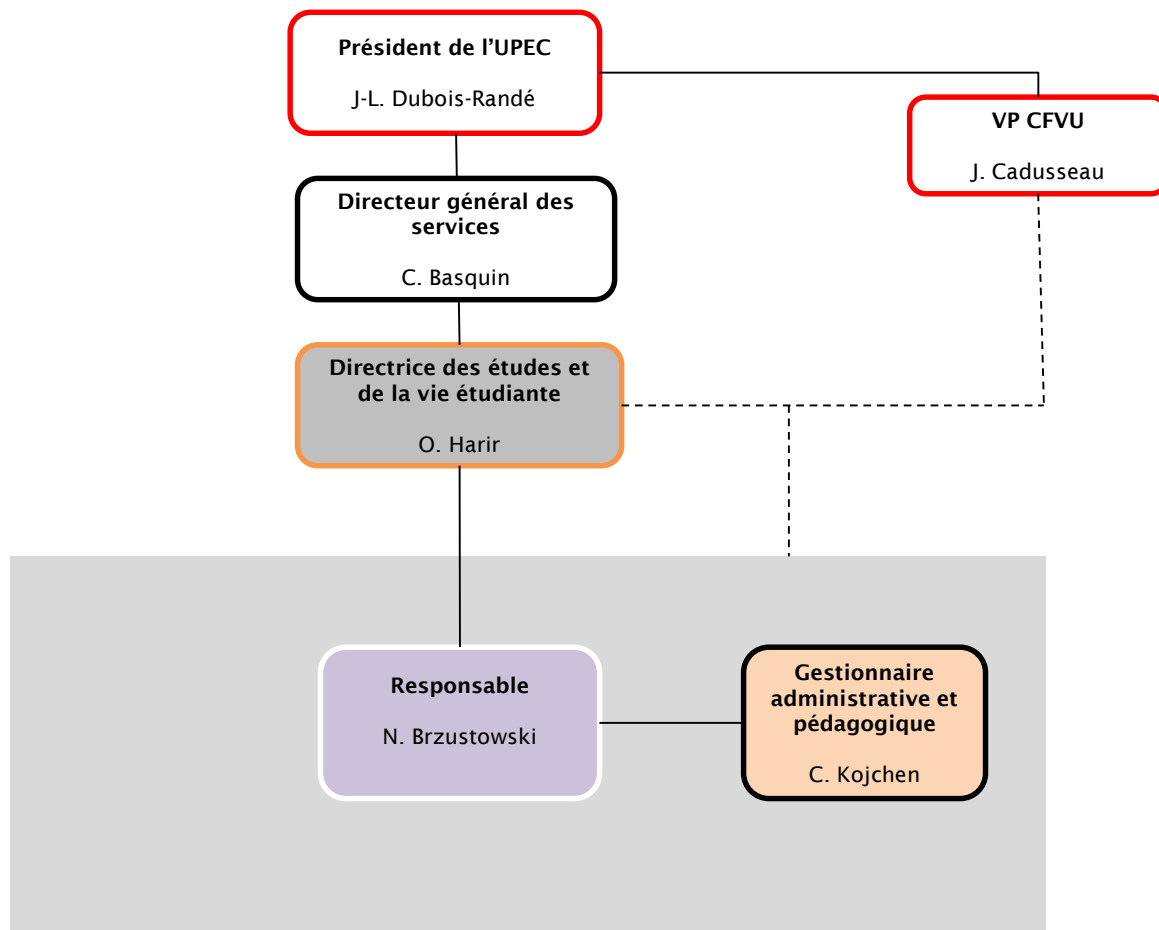 Président de l’UPEC
J-L. Dubois-Randé
VP CFVU
J. Cadusseau
Directeur général des
services
C. Basquin
Directrice des études et
de la vie étudiante
O. Harir
Responsable
N. Brzustowski
Gestionnaire
administrative et
pédagogique
C. Kojchen